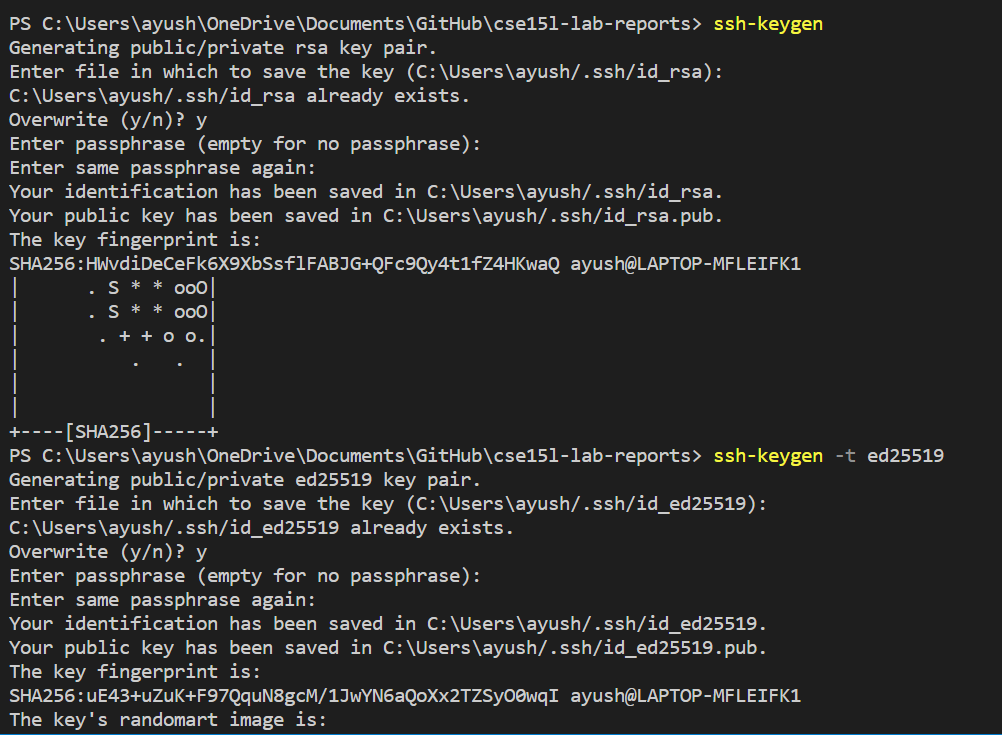 PS C:\Users\ayush\OneDrive\Documents\GitHub\cse15l-lab-reports> ssh-keygen
Generating public/private rsa key pair.
Enter file in which to save the key (C:\Users\ayush/.ssh/id_rsa):
C:\Users\ayush/.ssh/id_rsa already exists.
Overwrite (y/n)? y
Enter passphrase (empty for no passphrase):
Enter same passphrase again:
Your identification has been saved in C:\Users\ayush/.ssh/id_rsa.
Your public key has been saved in C:\Users\ayush/.ssh/id_rsa.pub.
The key fingerprint is:
SHA256:HWvdiDeCeFk6X9XbSsflFABJG+QFc9Qy4t1fZ4HKwaQ ayush@LAPTOP-MFLEIFK1
|      . S * * ooO|
|      . S * * ooO|
|       . + + o o.|
|          .   .  |
|                 |
|                 |
+----[SHA256]-----+
PS C:\Users\ayush\OneDrive\Documents\GitHub\cse15l-lab-reports> ssh-keygen -t ed25519
Generating public/private ed25519 key pair.
Enter file in which to save the key (C:\Users\ayush/.ssh/id_ed25519):
C:\Users\ayush/.ssh/id_ed25519 already exists.
Overwrite (y/n)? y
Enter passphrase (empty for no passphrase):
Enter same passphrase again:
Your identification has been saved in C:\Users\ayush/.ssh/id_ed25519.
Your public key has been saved in C:\Users\ayush/.ssh/id_ed25519.pub.
The key fingerprint is:
SHA256:uE43+uZuK+F97QquN8gcM/1JwYN6aQoXx2TZSyO0wqI ayush@LAPTOP-MFLEIFK1
The key's randomart image is: